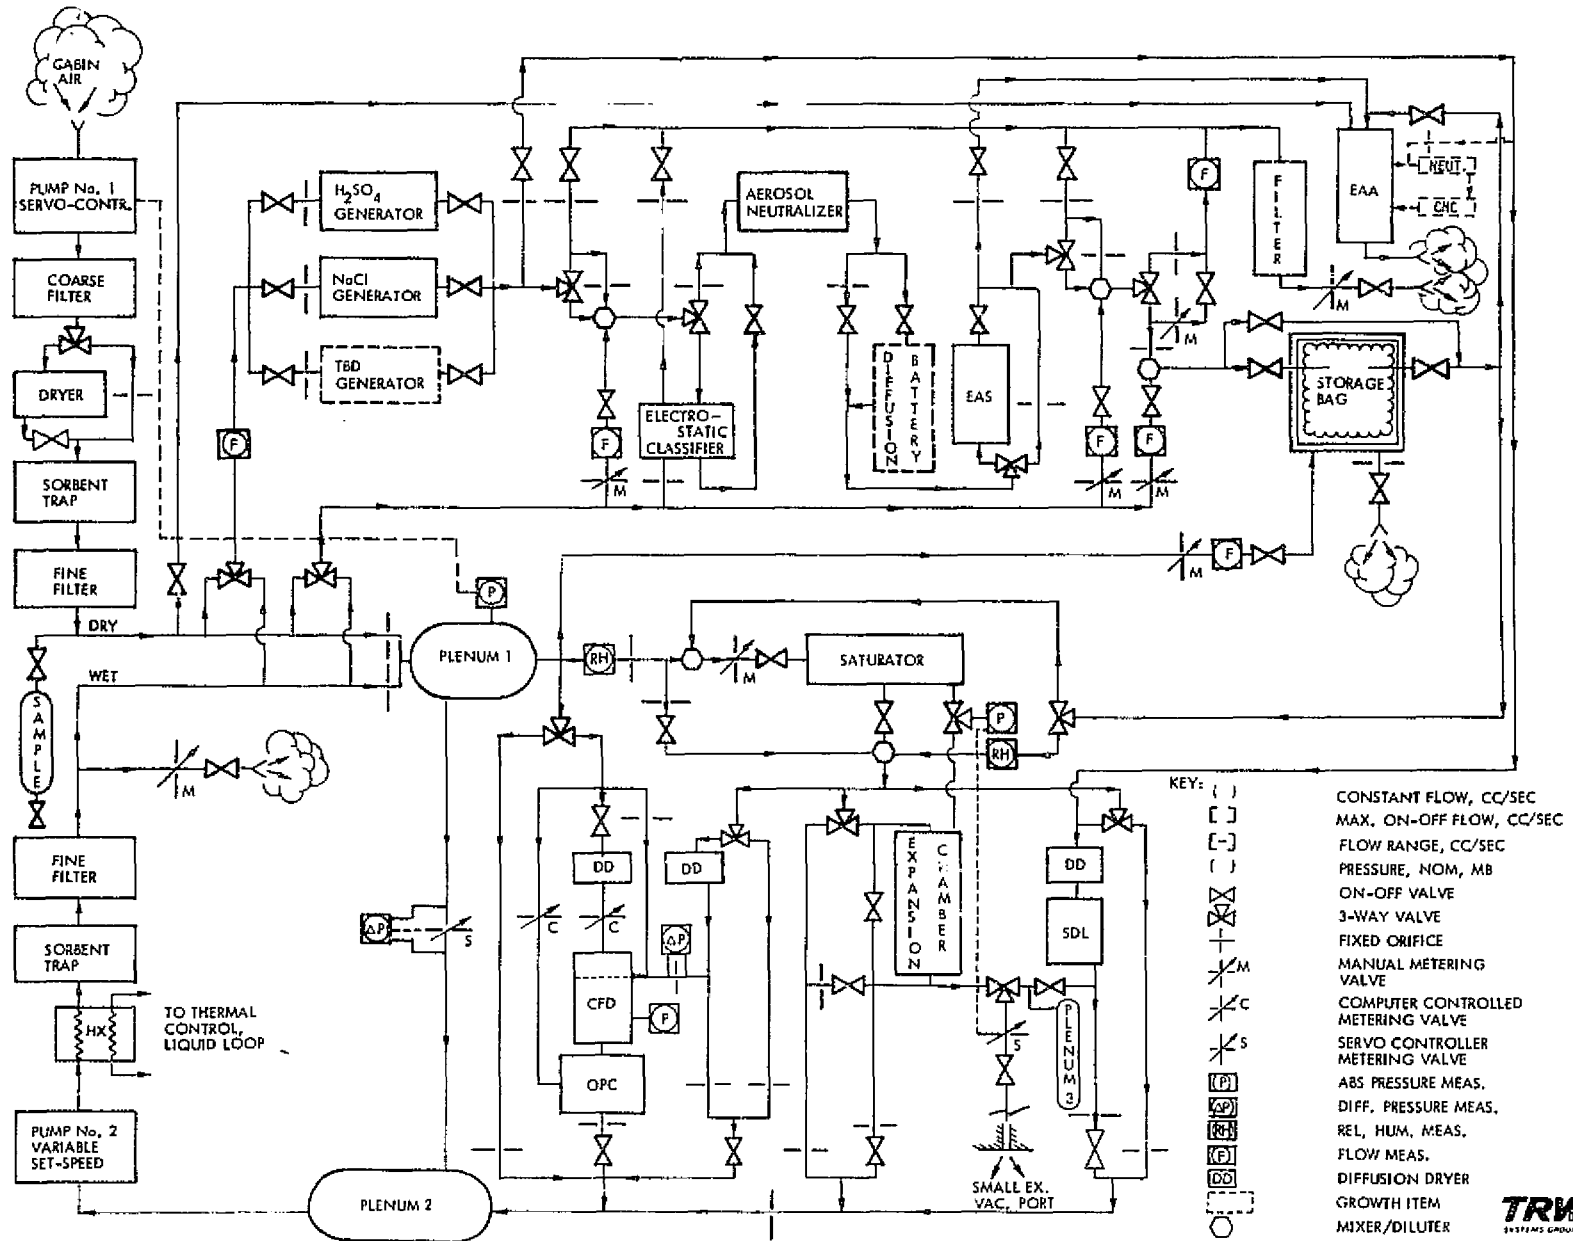 GABIN
AIR
PUMP No. 1
SERVO-CONTR.
COARSE
FILTER
DRYER
SORBENT
TRAP
FINE
FILTER
DRY
WET
SAMPLE
M
FINE
FILTER
SORBENT
TRAP
HX
TO THERMAL
CONTROL,
LIQUID LOOP
PUMP No. 2
VARIABLE
SET-SPEED
PLENUM 2
H2SO4
GENERATOR
NaCl
GENERATOR
TBD
GENERATOR
F
F
M
ELECTRO-
STATIC
CLASSIFIER
AEROSOL
NEUTRALIZER
DIFFUSION
BATTERY
EAS
F
M
F
M
F
M
FILTER
M
EAA
NEUT.
CHC
STORAGE
BAG
M
F
P
PLENUM 1
RH
M
SATURATOR
P
RH
ΔP
S
C
DD
C
CFD
P
OPC
DD
ΔP
EXPANSION
CHAMBER
S
PLENUM 3
SMALL EX.
VAC. PORT
DD
SDL
KEY:
( ) CONSTANT FLOW, CC/SEC
[ ] MAX. ON-OFF FLOW, CC/SEC
[-] FLOW RANGE, CC/SEC
( ) PRESSURE, NOM, MB
ON-OFF VALVE
3-WAY VALVE
FIXED ORIFICE
M MANUAL METERING
VALVE
C COMPUTER CONTROLLED
METERING VALVE
S SERVO CONTROLLER
METERING VALVE
(P) ABS PRESSURE MEAS.
ΔP DIFF. PRESSURE MEAS.
RH REL, HUM, MEAS.
(F) FLOW MEAS.
DD DIFFUSION DRYER
GROWTH ITEM
MIXER/DILUTER
TRW
SYSTEMS GROUP